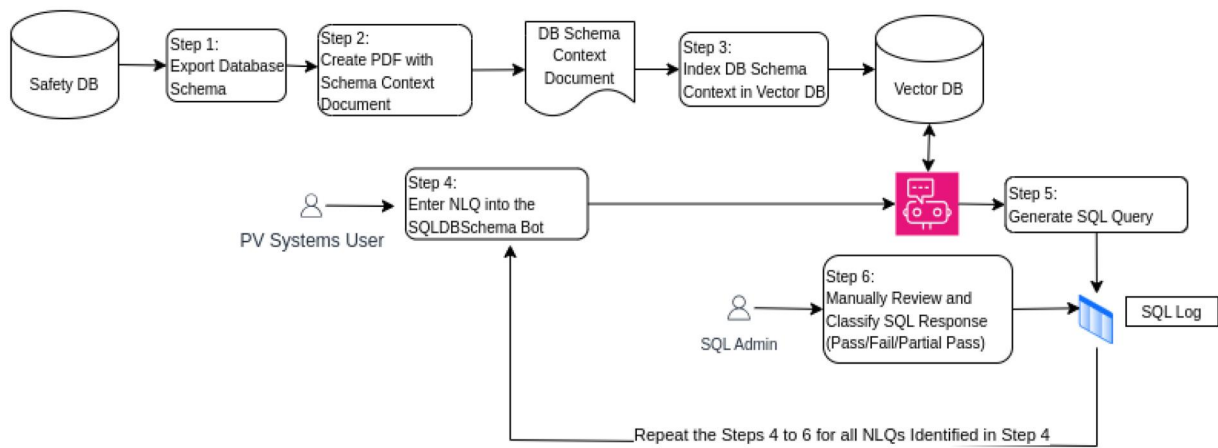 Safety DB
Step 1:
Export Database
Schema
Step 2:
Create PDF with
Schema Context
Document
DB Schema
Context
Document
Step 3:
Index DB Schema
Context in Vector DB
Vector DB
PV Systems User
Step 4:
Enter NLQ into the
SQLDBSchema Bot
Step 5:
Generate SQL Query
SQL Admin
Step 6:
Manually Review and
Classify SQL Response
(Pass/Fail/Partial Pass)
SQL Log
Repeat the Steps 4 to 6 for all NLQs Identified in Step 4